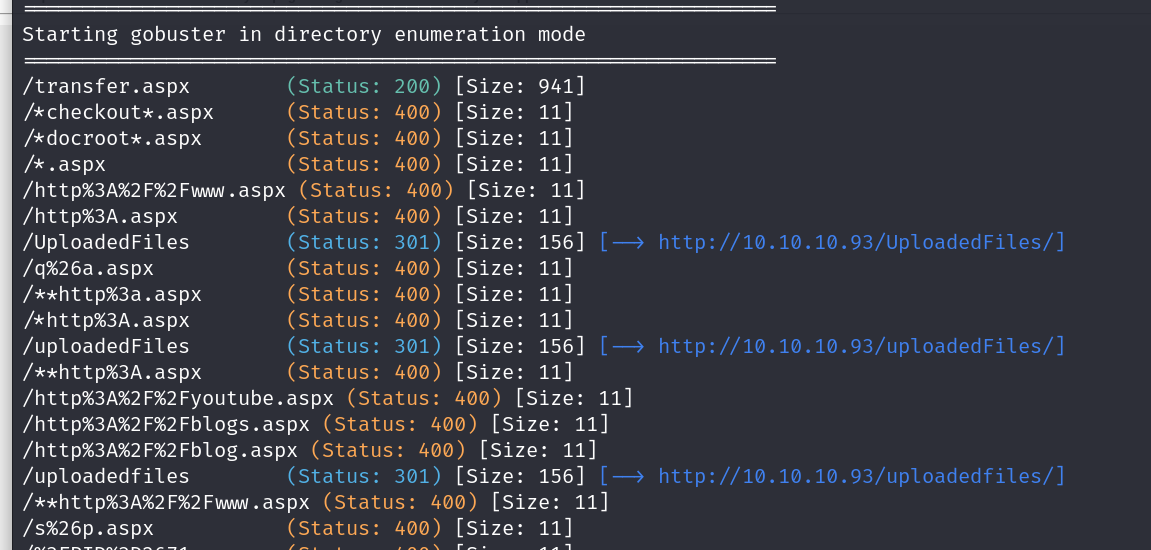 Starting gobuster in directory enumeration mode
/transfer.aspx (Status: 200) [Size: 941]
/*checkout*.aspx (Status: 400) [Size: 11]
/*docroot*.aspx (Status: 400) [Size: 11]
/*.aspx (Status: 400) [Size: 11]
/http%3A%2F%2Fwww.aspx (Status: 400) [Size: 11]
/http%3A.aspx (Status: 400) [Size: 11]
/UploadedFiles (Status: 301) [Size: 156] [--> http://10.10.10.93/UploadedFiles/]
/q%26a.aspx (Status: 400) [Size: 11]
/**http%3a.aspx (Status: 400) [Size: 11]
/*http%3A.aspx (Status: 400) [Size: 11]
/uploadedFiles (Status: 301) [Size: 156] [--> http://10.10.10.93/uploadedFiles/]
/**http%3A.aspx (Status: 400) [Size: 11]
/http%3A%2F%2Fyoutube.aspx (Status: 400) [Size: 11]
/http%3A%2F%2Fblogs.aspx (Status: 400) [Size: 11]
/http%3A%2F%2Fblog.aspx (Status: 400) [Size: 11]
/uploadedfiles (Status: 301) [Size: 156] [--> http://10.10.10.93/uploadedfiles/]
/**http%3A%2F%2Fwww.aspx (Status: 400) [Size: 11]
/s%26p.aspx (Status: 400) [Size: 11]